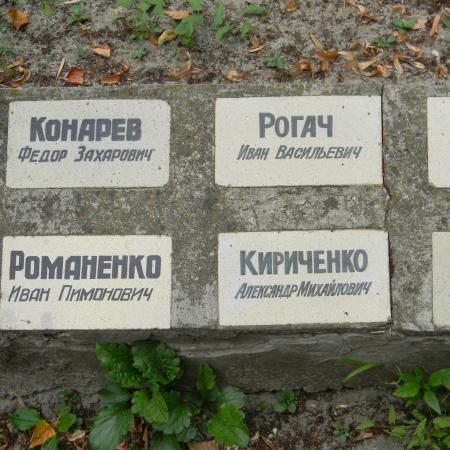 КОНАРЕВ
ФЕДОР ЗАХАРОВИЧ
РОГАЧ
ИВАН ВАСИЛЬЕВИЧ
РОМАНЕНКО
ИВАН ПИМОНОВИЧ
КИРИЧЕНКО
АЛЕКСАНДР МИХАЙЛОВИЧ